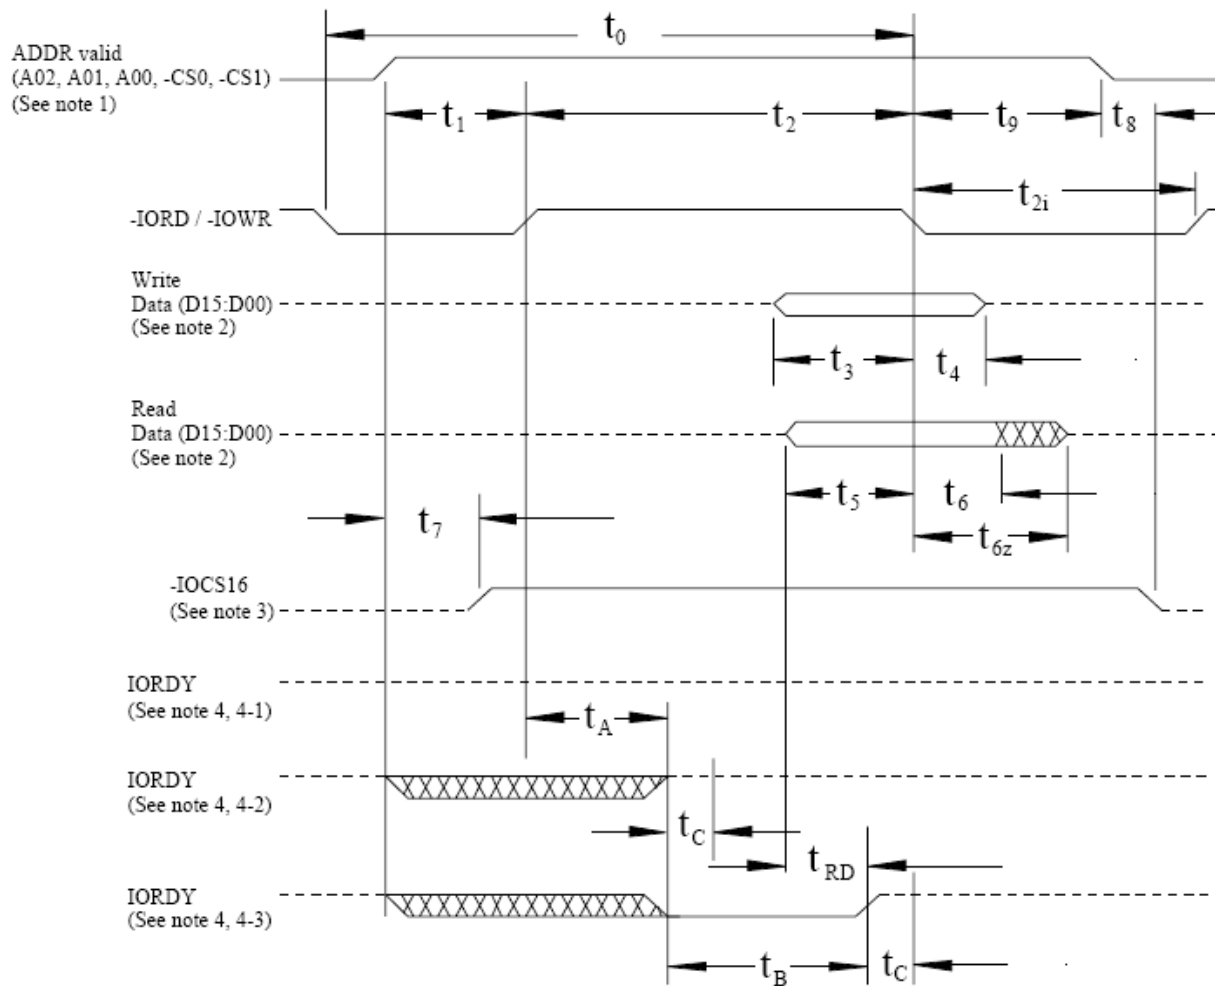 t0
ADDR valid
(A02, A01, A00, -CS0, -CS1)
(See note 1)
t1
t2
t9
t8
t2i
-IORD / -IOWR
Write
Data (D15:D00)
(See note 2)
t3
t4
Read
Data (D15:D00)
(See note 2)
t5
t6
t7
t6z
-IOCS16
(See note 3)
IORDY
(See note 4, 4-1)
tA
IORDY
(See note 4, 4-2)
tC
tRD
IORDY
(See note 4, 4-3)
tB
tC